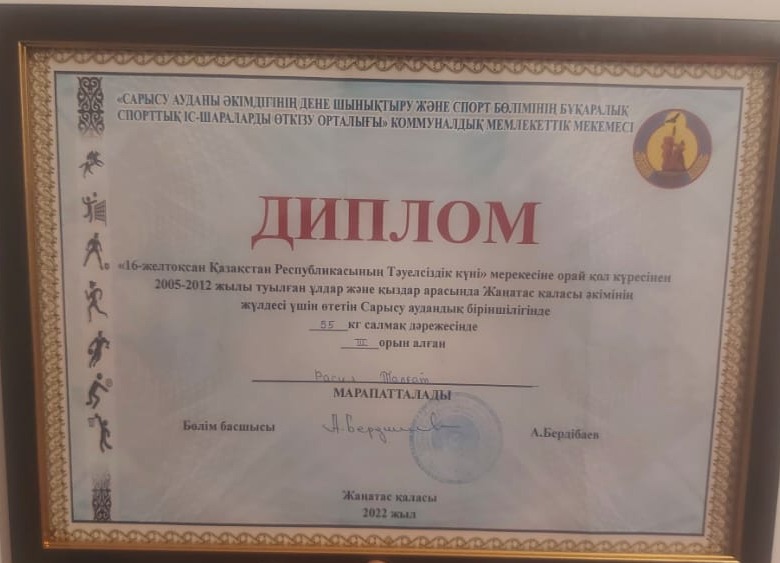 «САРЫСУ АУДАНЫ ӘКІМДІГІНІҢ ДЕНЕ ШЫНЫҚТЫРУ ЖӘНЕ СПОРТ БӨЛІМІНІҢ БҰҚАРАЛЫҚ
СПОРТТЫҚ ІС-ШАРАЛАРДЫ ӨТКІЗУ ОРТАЛЫҒЫ» КОММУНАЛДЫҚ МЕМЛЕКЕТТІК МЕКЕМЕСІ
ДИПЛОМ
«16-желтоқсан Қазақстан Республикасының Тәуелсіздік күні» мерекесіне орай қол күресінен
2005-2012 жылы туылған ұлдар және қыздар арасында Жаңатас қаласы әкімінің
жүлдесі үшін өтетін Сарысу аудандық біріншілігінде
55 кг салмақ дәрежесінде
III орын алған
Расул Талғат
МАРАПАТТАЛАДЫ
Бөлім басшысы А.Бердібаев
Жаңатас қаласы
2022 жыл